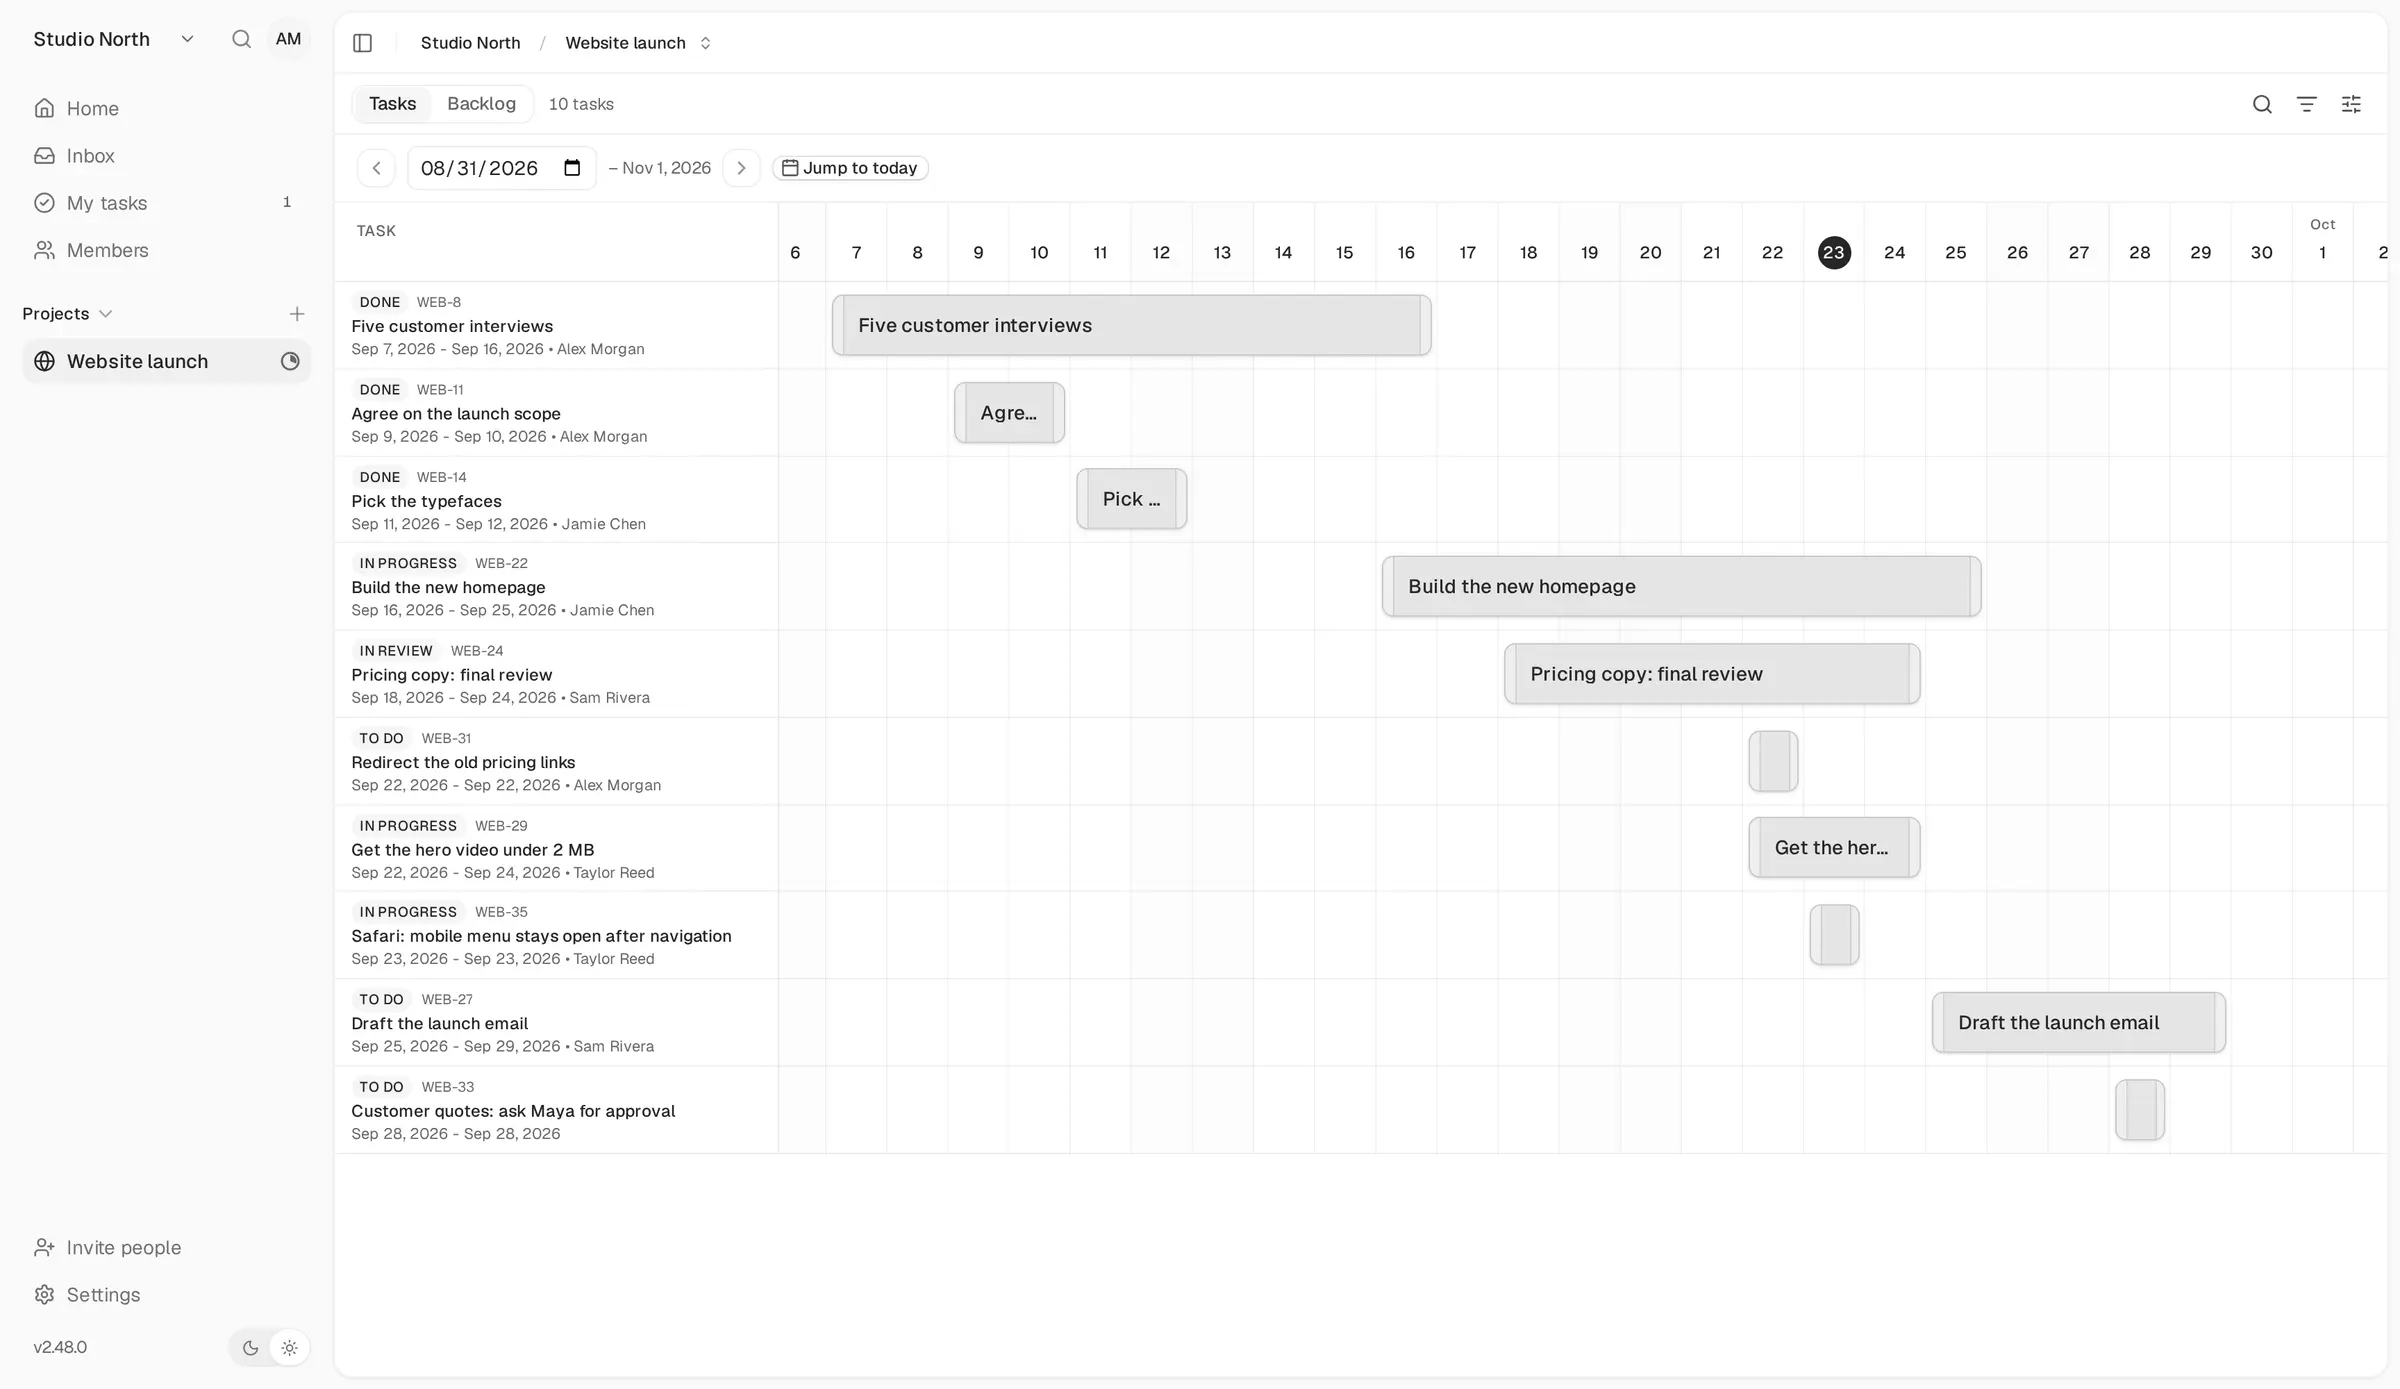 Studio North
AM
Home
Inbox
My tasks 1
Members
Projects
Website launch
Invite people
Settings
v2.48.0
Studio North / Website launch
Tasks Backlog 10 tasks
08/31/2026 – Nov 1, 2026 Jump to today
TASK
Oct
6 7 8 9 10 11 12 13 14 15 16 17 18 19 20 21 22 23 24 25 26 27 28 29 30 1 2
DONE WEB-8
Five customer interviews
Sep 7, 2026 - Sep 16, 2026 • Alex Morgan
Five customer interviews
DONE WEB-11
Agree on the launch scope
Sep 9, 2026 - Sep 10, 2026 • Alex Morgan
Agre...
DONE WEB-14
Pick the typefaces
Sep 11, 2026 - Sep 12, 2026 • Jamie Chen
Pick ...
IN PROGRESS WEB-22
Build the new homepage
Sep 16, 2026 - Sep 25, 2026 • Jamie Chen
Build the new homepage
IN REVIEW WEB-24
Pricing copy: final review
Sep 18, 2026 - Sep 24, 2026 • Sam Rivera
Pricing copy: final review
TO DO WEB-31
Redirect the old pricing links
Sep 22, 2026 - Sep 22, 2026 • Alex Morgan
IN PROGRESS WEB-29
Get the hero video under 2 MB
Sep 22, 2026 - Sep 24, 2026 • Taylor Reed
Get the her...
IN PROGRESS WEB-35
Safari: mobile menu stays open after navigation
Sep 23, 2026 - Sep 23, 2026 • Taylor Reed
TO DO WEB-27
Draft the launch email
Sep 25, 2026 - Sep 29, 2026 • Sam Rivera
Draft the launch email
TO DO WEB-33
Customer quotes: ask Maya for approval
Sep 28, 2026 - Sep 28, 2026